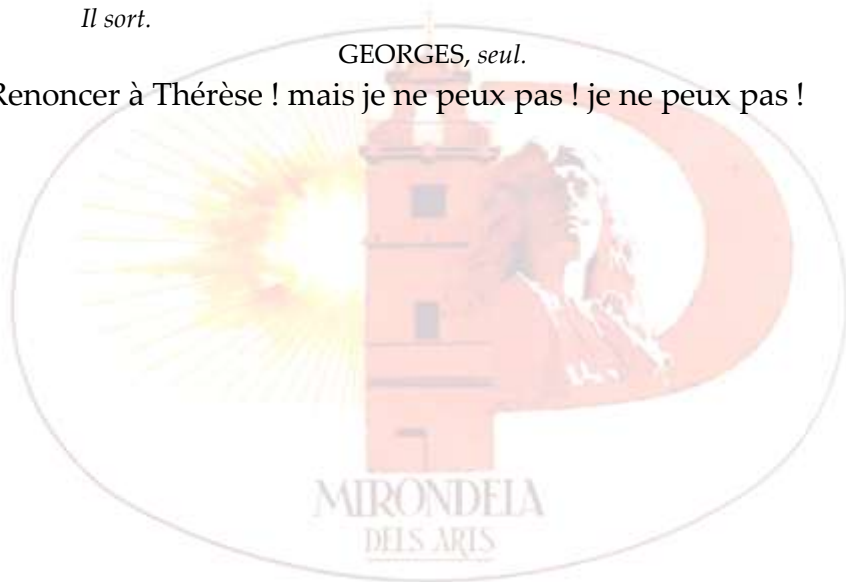 Il sort.
GEORGES, seul.
Renoncer à Thérèse ! mais je ne peux pas ! je ne peux pas !
MIRONDELA
DELS ARTS